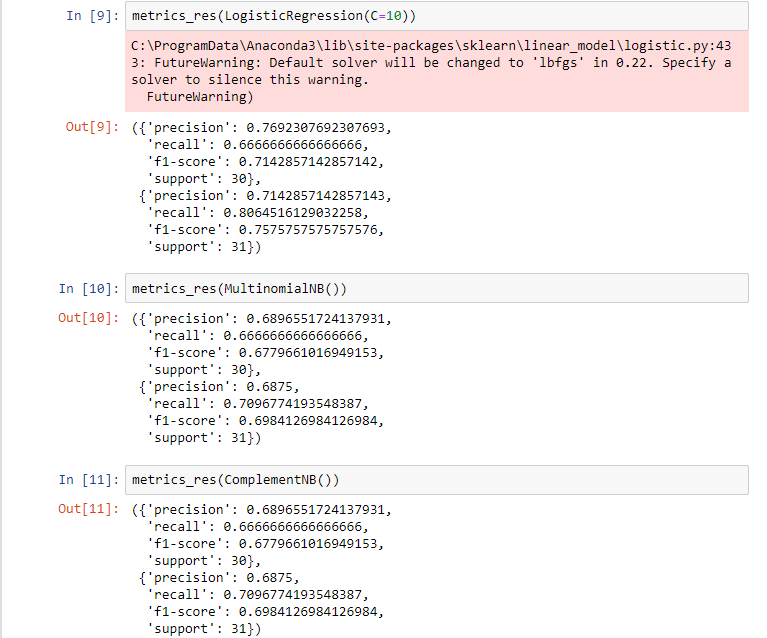 In [9]: metrics_res(LogisticRegression(C=10))
C:\ProgramData\Anaconda3\lib\site-packages\sklearn\linear_model\logistic.py:43
3: FutureWarning: Default solver will be changed to 'lbfgs' in 0.22. Specify a
solver to silence this warning.
  FutureWarning)
Out[9]: ({'precision': 0.7692307692307693,
  'recall': 0.6666666666666666,
  'f1-score': 0.7142857142857142,
  'support': 30},
 {'precision': 0.7142857142857143,
  'recall': 0.8064516129032258,
  'f1-score': 0.7575757575757576,
  'support': 31})
In [10]: metrics_res(MultinomialNB())
Out[10]: ({'precision': 0.6896551724137931,
  'recall': 0.6666666666666666,
  'f1-score': 0.6779661016949153,
  'support': 30},
 {'precision': 0.6875,
  'recall': 0.7096774193548387,
  'f1-score': 0.6984126984126984,
  'support': 31})
In [11]: metrics_res(ComplementNB())
Out[11]: ({'precision': 0.6896551724137931,
  'recall': 0.6666666666666666,
  'f1-score': 0.6779661016949153,
  'support': 30},
 {'precision': 0.6875,
  'recall': 0.7096774193548387,
  'f1-score': 0.6984126984126984,
  'support': 31})